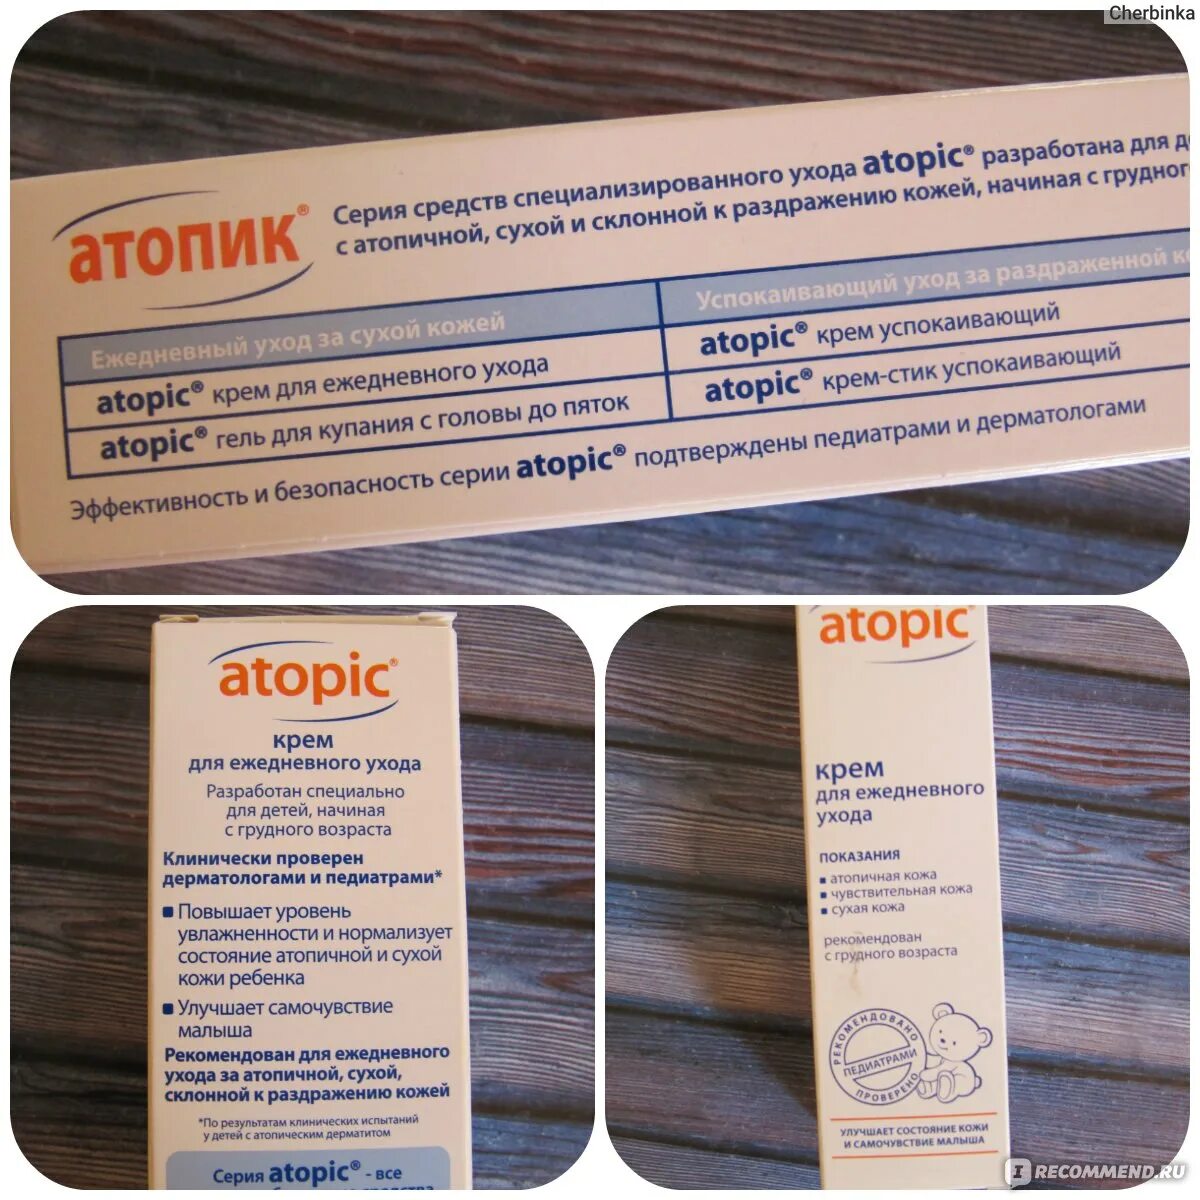 Cherbinka
АТОПИК®
Серия средств специализированного ухода atopic® разработана для
с атопичной, сухой и склонной к раздражению кожей, начиная с
Ежедневный уход за сухой кожей
Успокаивающий уход за раздраженной
atopic® крем для ежедневного ухода
atopic® крем успокаивающий
atopic® гель для купания с головы до пяток
atopic® крем-стик успокаивающий
Эффективность и безопасность серии atopic® подтверждены педиатрами и дерматологами
atopic®
крем
для ежедневного ухода
Разработан специально
для детей, начиная
с грудного возраста
Клинически проверен
дерматологами и педиатрами*
Повышает уровень
увлажненности и нормализует
состояние атопичной и сухой
кожи ребенка
Улучшает самочувствие
малыша
Рекомендован для ежедневного
ухода за атопичной, сухой,
склонной к раздражению кожей
*По результатам клинических испытаний
у детей с атопическим дерматитом
Серия atopic® - все
atopic®
крем
для ежедневного
ухода
ПОКАЗАНИЯ
атопичная кожа
чувствительная кожа
сухая кожа
рекомендован
с грудного возраста
РЕКОМЕНДОВАНО
ПЕДИАТРАМИ
ПРОВЕРЕНО
УЛУЧШАЕТ СОСТОЯНИЕ КОЖИ
И САМОЧУВСТВИЕ МАЛЫША
I RECOMMEND.RU